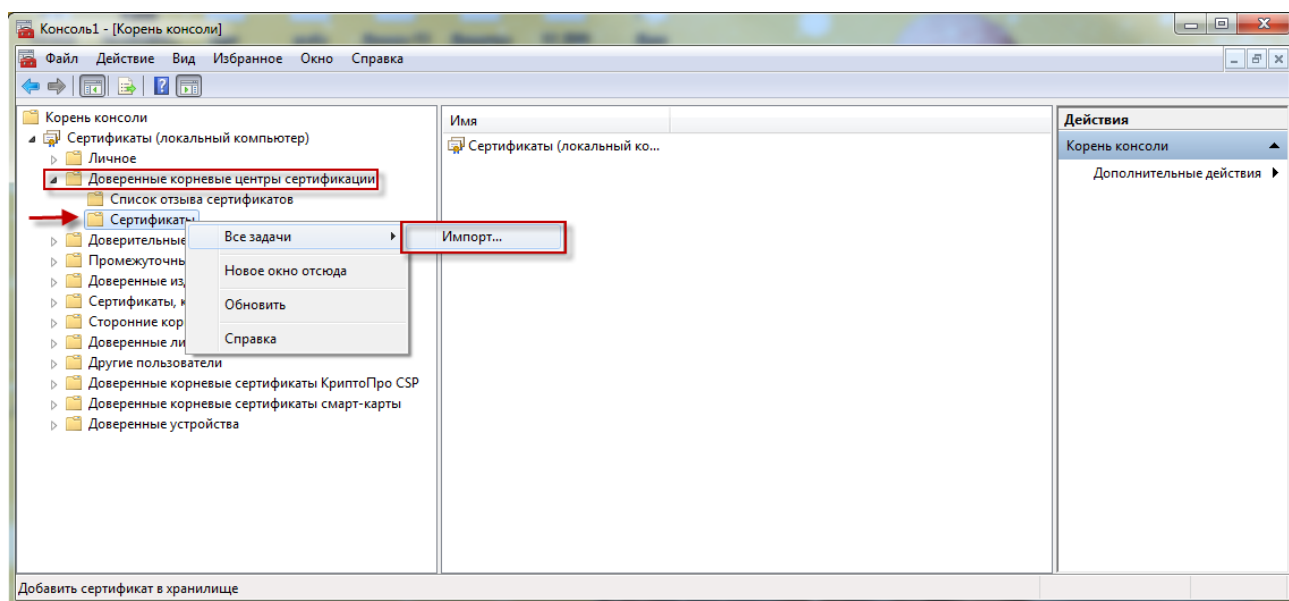 Консоль1 - [Корень консоли]
Файл Действие Вид Избранное Окно Справка
Корень консоли
Сертификаты (локальный компьютер)
Личное
Доверенные корневые центры сертификации
Список отзыва сертификатов
Сертификаты
Доверительные
Промежуточны
Доверенные из
Сертификаты, к
Сторонние кор
Доверенные ли
Другие пользователи
Доверенные корневые сертификаты КриптоПро CSP
Доверенные корневые сертификаты смарт-карты
Доверенные устройства
Все задачи
Новое окно отсюда
Обновить
Справка
Импорт...
Имя
Сертификаты (локальный ко...
Действия
Корень консоли
Дополнительные действия
Добавить сертификат в хранилище